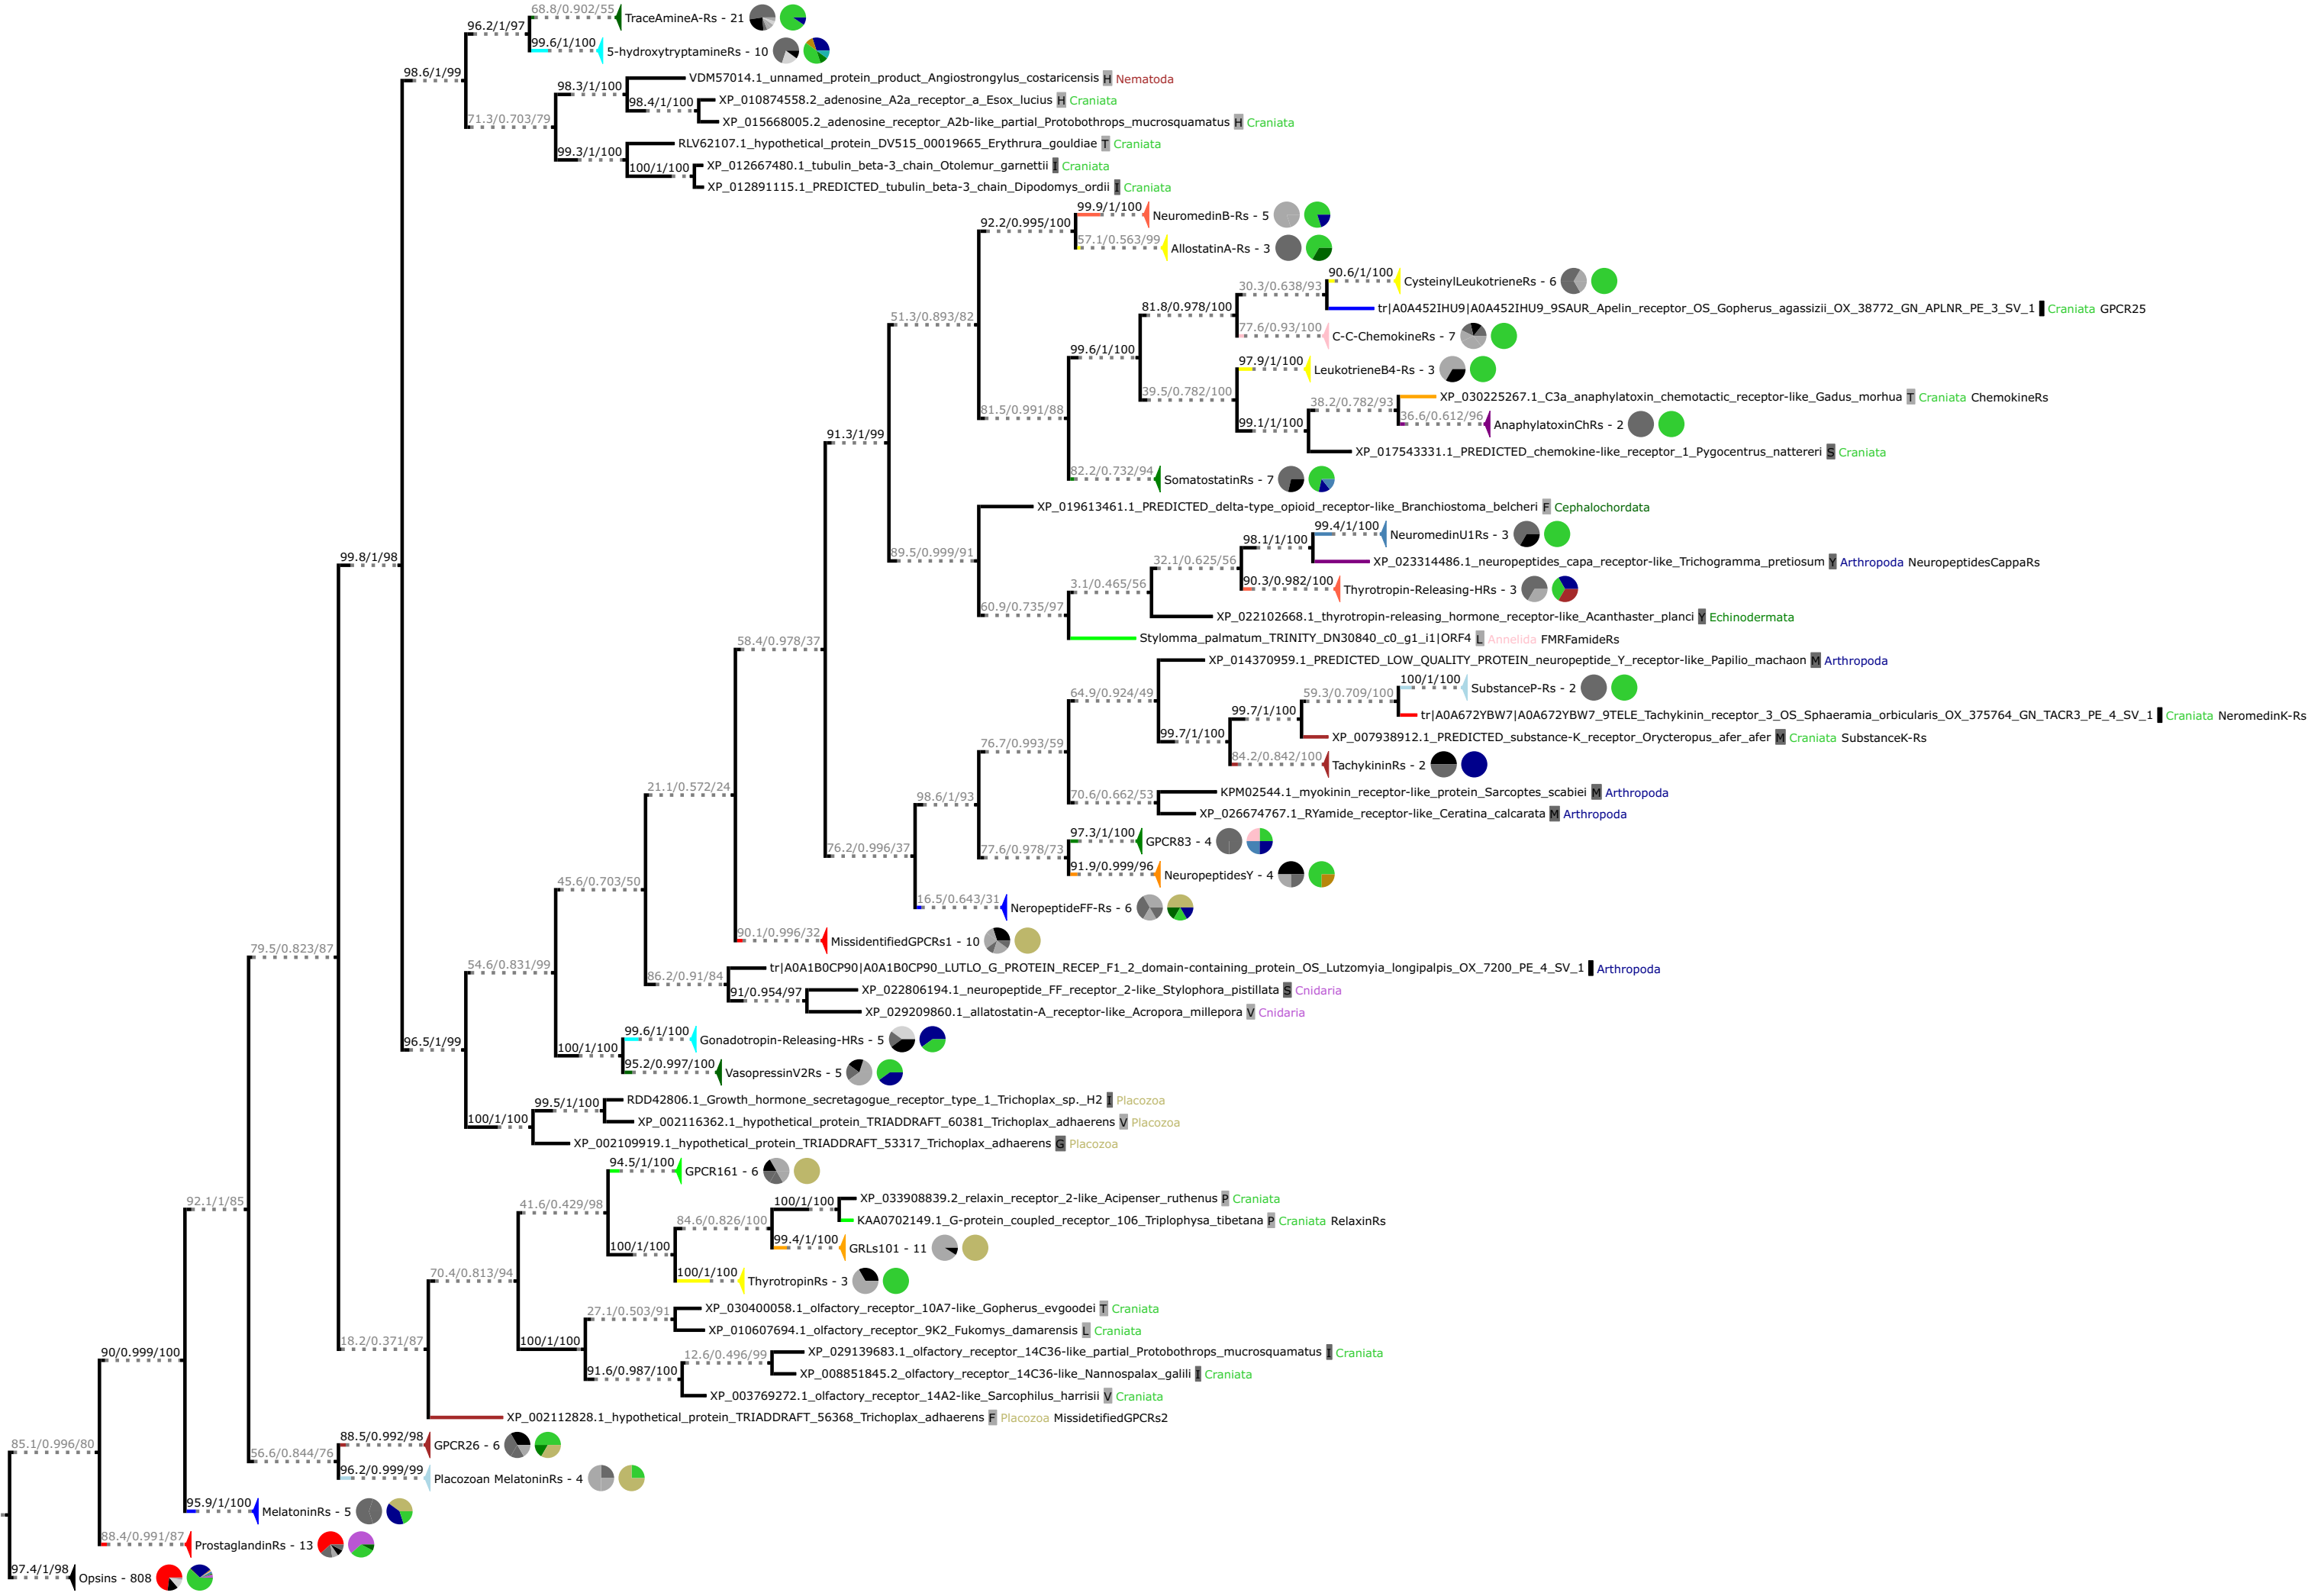 68.8/0.902/55
TraceAmineA-Rs - 21
96.2/1/97
99.6/1/100
5-hydroxytryptamineRs - 10
98.6/1/99
98.3/1/100
VDM57014.1_unnamed_protein_product_Angiostrongylus_costaricensis H Nematoda
98.4/1/100
XP_010874558.2_adenosine_A2a_receptor_a_Esox_lucius H Craniata
71.3/0.703/79
XP_015668005.2_adenosine_receptor_A2b-like_partial_Protobothrops_mucrosquamatus H Craniata
99.3/1/100
RLV62107.1_hypothetical_protein_DV515_00019665_Erythrura_gouldiae T Craniata
100/1/100
XP_012667480.1_tubulin_beta-3_chain_Otolemur_garnettii I Craniata
XP_012891115.1_PREDICTED_tubulin_beta-3_chain_Dipodomys_ordii I Craniata
99.9/1/100
NeuromedinB-Rs - 5
92.2/0.995/100
57.1/0.563/99
AllostatinA-Rs - 3
90.6/1/100
CysteinylLeukotrieneRs - 6
30.3/0.638/93
tr|A0A452IHU9|A0A452IHU9_9SAUR_Apelin_receptor_OS_Gopherus_agassizii_OX_38772_GN_APLNR_PE_3_SV_1 Craniata GPCR25
51.3/0.893/82
81.8/0.978/100
77.6/0.93/100
C-C-ChemokineRs - 7
99.6/1/100
97.9/1/100
LeukotrieneB4-Rs - 3
39.5/0.782/100
XP_030225267.1_C3a_anaphylatoxin_chemotactic_receptor-like_Gadus_morhua T Craniata ChemokineRs
38.2/0.782/93
36.6/0.612/96
AnaphylatoxinChRs - 2
81.5/0.991/88
99.1/1/100
91.3/1/99
XP_017543331.1_PREDICTED_chemokine-like_receptor_1_Pygocentrus_nattereri S Craniata
82.2/0.732/94
SomatostatinRs - 7
XP_019613461.1_PREDICTED_delta-type_opioid_receptor-like_Branchiostoma_belcheri F Cephalochordata
99.4/1/100
NeuromedinU1Rs - 3
98.1/1/100
89.5/0.999/91
99.8/1/98
XP_023314486.1_neuropeptides_capa_receptor-like_Trichogramma_pretiosum Y Arthropoda NeuropeptidesCappaRs
32.1/0.625/56
90.3/0.982/100
Thyrotropin-Releasing-HRs - 3
3.1/0.465/56
60.9/0.735/97
XP_022102668.1_thyrotropin-releasing_hormone_receptor-like_Acanthaster_planci Y Echinodermata
Stylomma_palmatum_TRINITY_DN30840_c0_g1_i1|ORF4 L Annelida FMRFamideRs
58.4/0.978/37
XP_014370959.1_PREDICTED_LOW_QUALITY_PROTEIN_neuropeptide_Y_receptor-like_Papilio_machaon M Arthropoda
100/1/100
SubstanceP-Rs - 2
64.9/0.924/49
59.3/0.709/100
99.7/1/100
tr|A0A672YBW7|A0A672YBW7_9TELE_Tachykinin_receptor_3_OS_Sphaeramia_orbicularis_OX_375764_GN_TACR3_PE_4_SV_1 Craniata NeromedinK-Rs
99.7/1/100
XP_007938912.1_PREDICTED_substance-K_receptor_Orycteropus_afer_afer M Craniata SubstanceK-Rs
76.7/0.993/59
84.2/0.842/100
TachykininRs - 2
21.1/0.572/24
KPM02544.1_myokinin_receptor-like_protein_Sarcoptes_scabiei M Arthropoda
70.6/0.662/53
98.6/1/93
XP_026674767.1_RYamide_receptor-like_Ceratina_calcarata M Arthropoda
97.3/1/100
GPCR83 - 4
76.2/0.996/37
77.6/0.978/73
91.9/0.999/96
NeuropeptidesY - 4
45.6/0.703/50
16.5/0.643/31
NeropeptideFF-Rs - 6
90.1/0.996/32
MissidentifiedGPCRs1 - 10
79.5/0.823/87
54.6/0.831/99
tr|A0A1B0CP90|A0A1B0CP90_LUTLO_G_PROTEIN_RECEP_F1_2_domain-containing_protein_OS_Lutzomyia_longipalpis_OX_7200_PE_4_SV_1 Arthropoda
86.2/0.91/84
91/0.954/97
XP_022806194.1_neuropeptide_FF_receptor_2-like_Stylophora_pistillata S Cnidaria
XP_029209860.1_allatostatin-A_receptor-like_Acropora_millepora V Cnidaria
99.6/1/100
Gonadotropin-Releasing-HRs - 5
96.5/1/99
100/1/100
95.2/0.997/100
VasopressinV2Rs - 5
99.5/1/100
RDD42806.1_Growth_hormone_secretagogue_receptor_type_1_Trichoplax_sp._H2 I Placozoa
100/1/100
XP_002116362.1_hypothetical_protein_TRIADDRAFT_60381_Trichoplax_adhaerens V Placozoa
XP_002109919.1_hypothetical_protein_TRIADDRAFT_53317_Trichoplax_adhaerens G Placozoa
94.5/1/100
GPCR161 - 6
92.1/1/85
41.6/0.429/98
100/1/100
XP_033908839.2_relaxin_receptor_2-like_Acipenser_ruthenus P Craniata
84.6/0.826/100
KAA0702149.1_G-protein_coupled_receptor_106_Triplophysa_tibetana P Craniata RelaxinRs
100/1/100
99.4/1/100
GRLs101 - 11
70.4/0.813/94
100/1/100
ThyrotropinRs - 3
27.1/0.503/91
XP_030400058.1_olfactory_receptor_10A7-like_Gopherus_evgoodei T Craniata
XP_010607694.1_olfactory_receptor_9K2_Fukomys_damarensis L Craniata
18.2/0.371/87
100/1/100
90/0.999/100
12.6/0.496/99
XP_029139683.1_olfactory_receptor_14C36-like_partial_Protobothrops_mucrosquamatus I Craniata
91.6/0.987/100
XP_008851845.2_olfactory_receptor_14C36-like_Nannospalax_galili I Craniata
XP_003769272.1_olfactory_receptor_14A2-like_Sarcophilus_harrisii V Craniata
XP_002112828.1_hypothetical_protein_TRIADDRAFT_56368_Trichoplax_adhaerens F Placozoa MissidetifiedGPCRs2
88.5/0.992/98
GPCR26 - 6
85.1/0.996/80
56.6/0.844/76
96.2/0.999/99
Placozoan MelatoninRs - 4
95.9/1/100
MelatoninRs - 5
88.4/0.991/87
ProstaglandinRs - 13
97.4/1/98
Opsins - 808